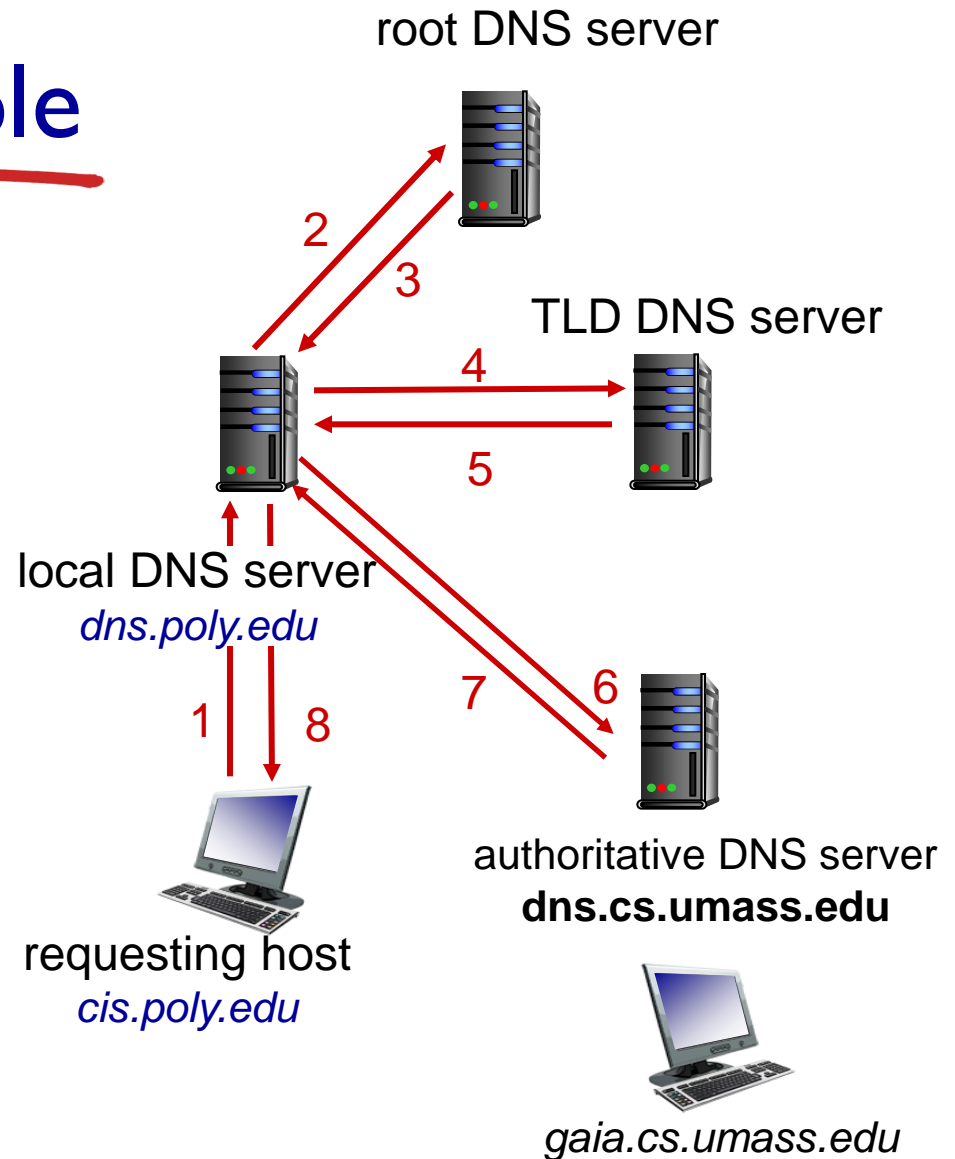 root DNS server
2
3
TLD DNS server
4
5
local DNS server
dns.poly.edu
1
8
7
6
authoritative DNS server
dns.cs.umass.edu
requesting host
cis.poly.edu
gaia.cs.umass.edu